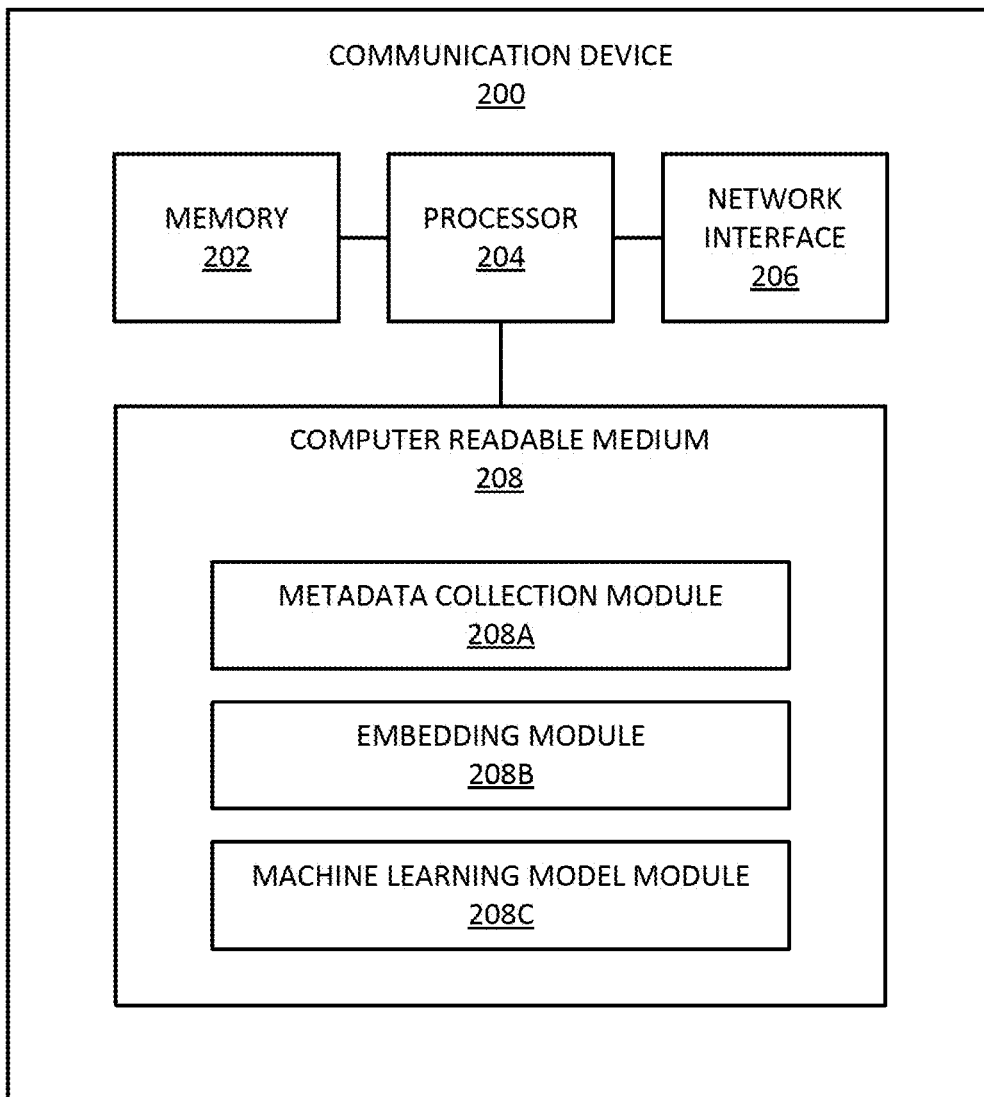 COMMUNICATION DEVICE
200
MEMORY
202
PROCESSOR
204
NETWORK
INTERFACE
206
COMPUTER READABLE MEDIUM
208
METADATA COLLECTION MODULE
208A
EMBEDDING MODULE
208B
MACHINE LEARNING MODEL MODULE
208C